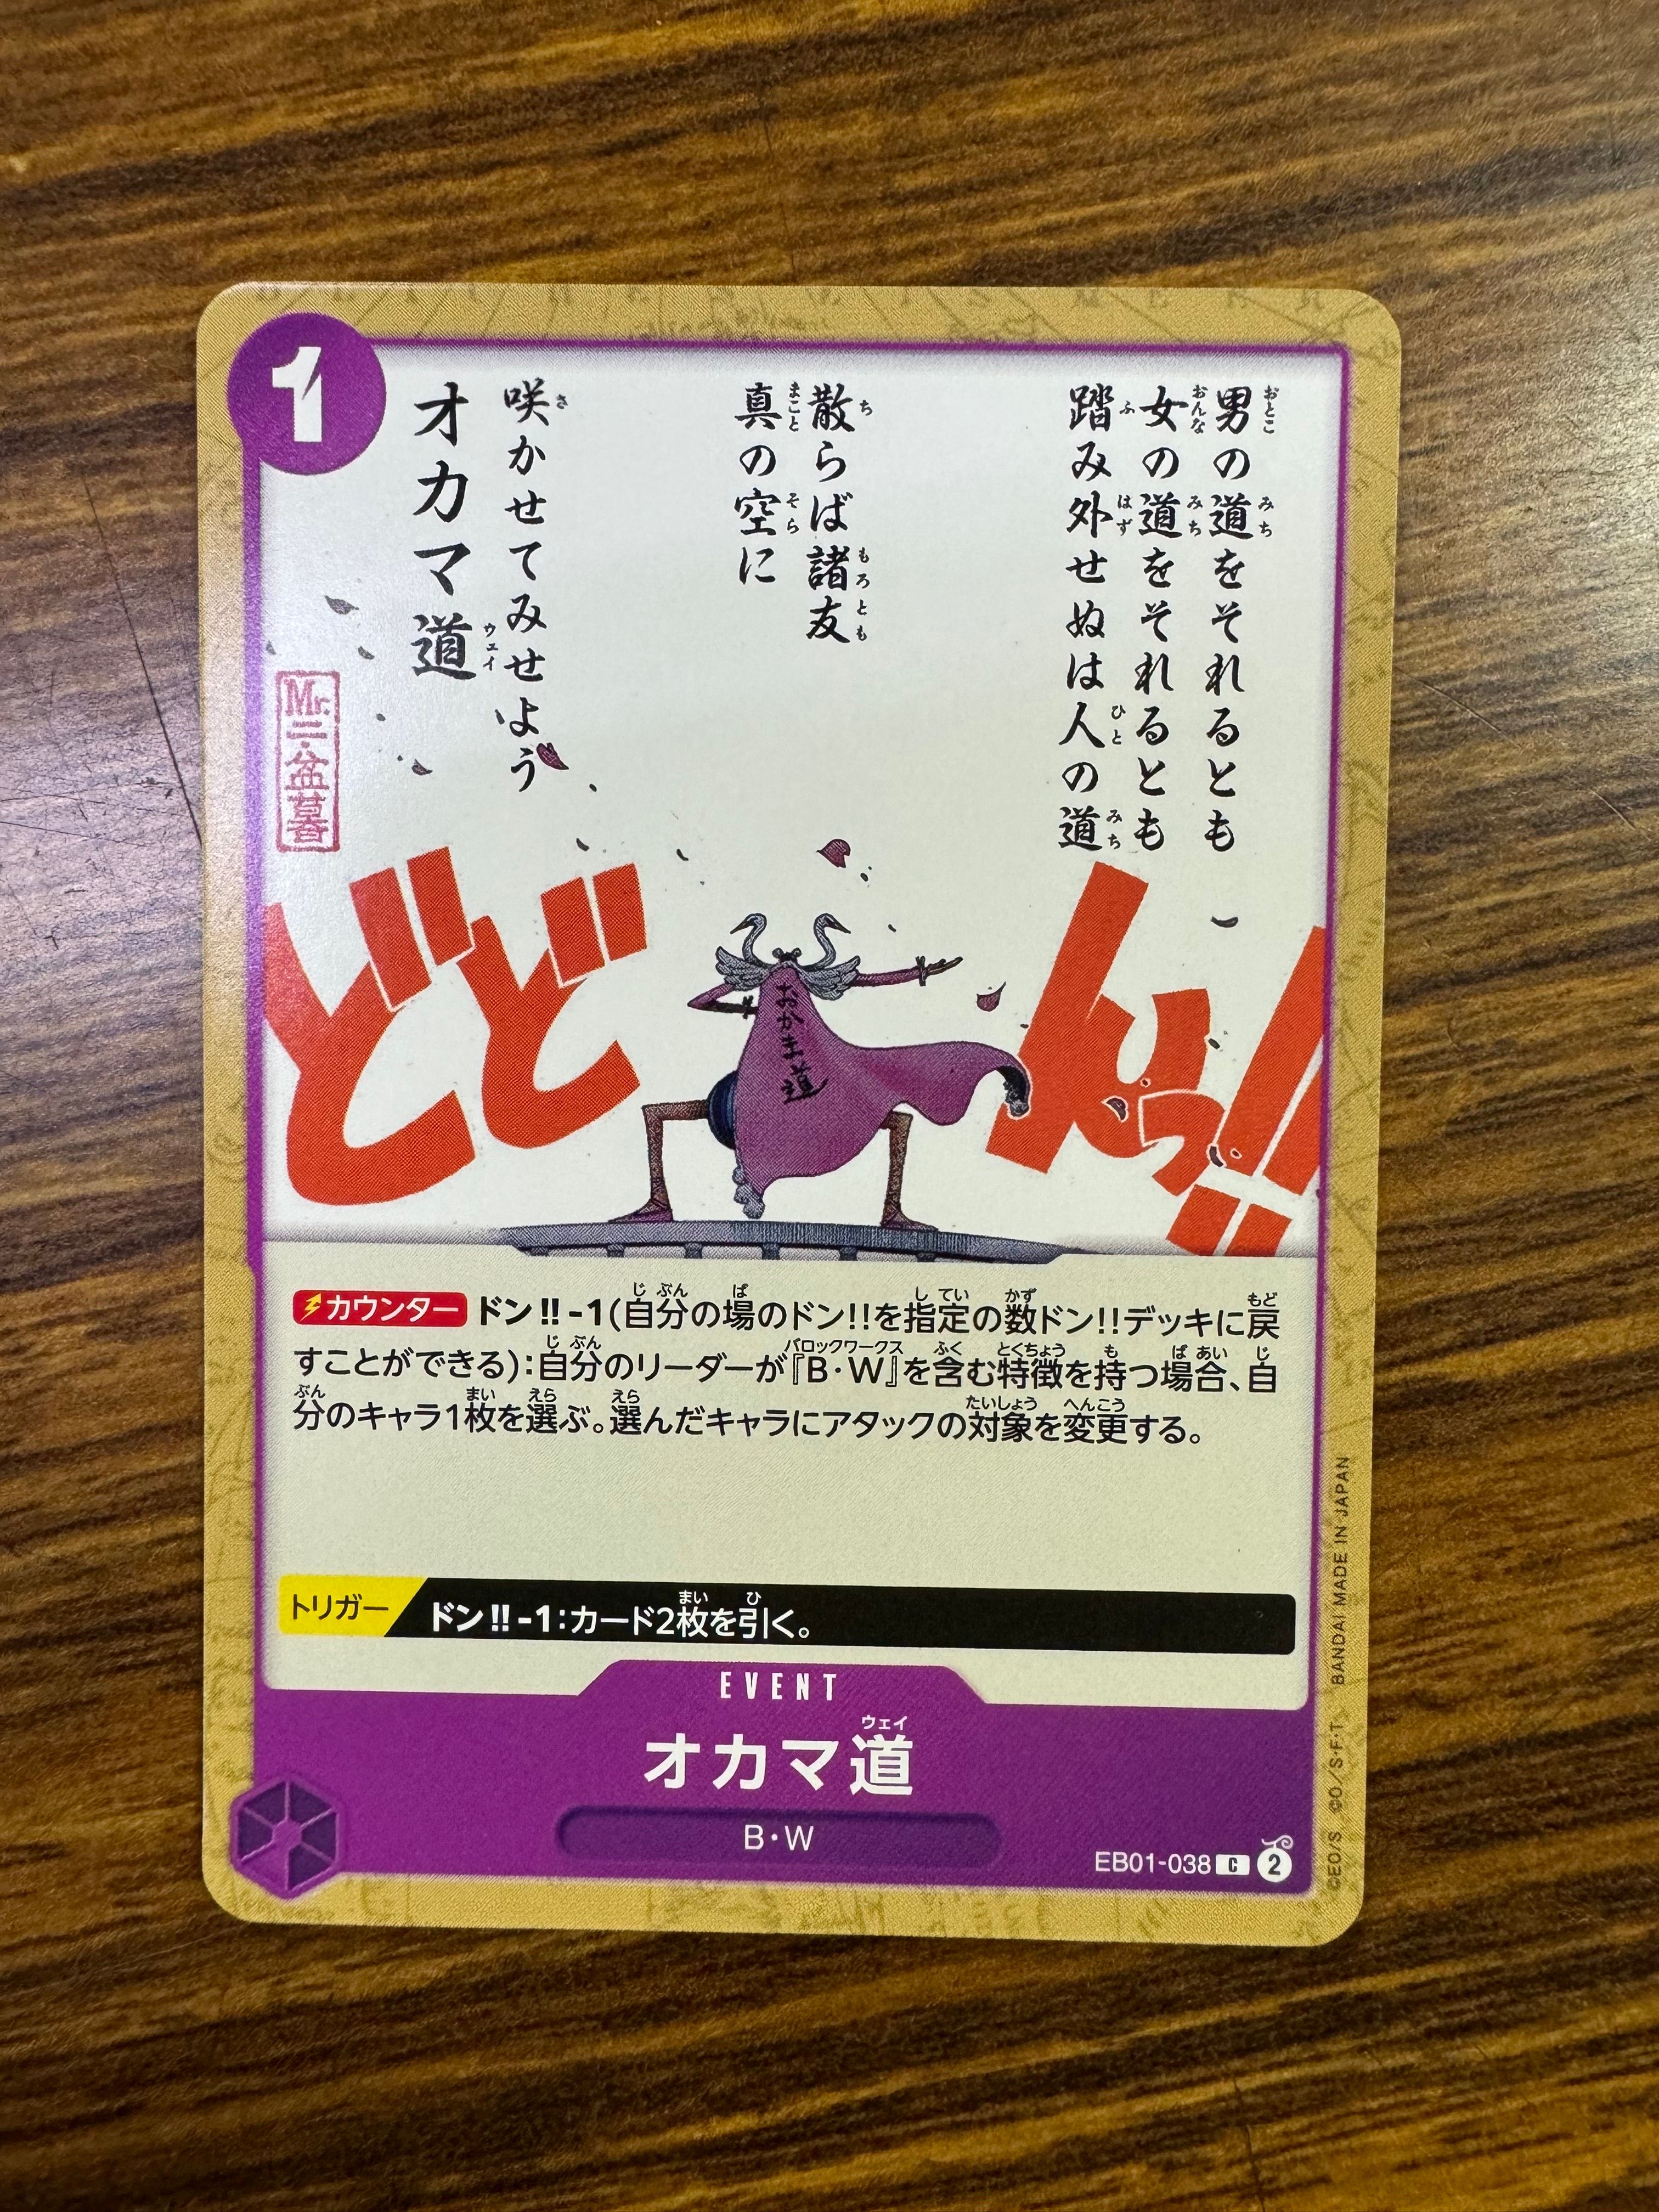 1
男の道をそれるとも
女の道をそれるとも
踏み外せぬは人の道
散らば諸友
真の空に
咲かせてみせよう
オカマ道
Mr.二・盆暮
どどんっ!!
おかま道
カウンター ドン!!-1(自分の場のドン!!を指定の数ドン!!デッキに戻
すことができる):自分のリーダーが『B・W』を含む特徴を持つ場合、自
分のキャラ1枚を選ぶ。選んだキャラにアタックの対象を変更する。
トリガー ドン!!-1:カード2枚を引く。
EVENT
オカマ道
B・W
EB01-038 C 2
©EO/S ©O/S・F・T BANDAI MADE IN JAPAN